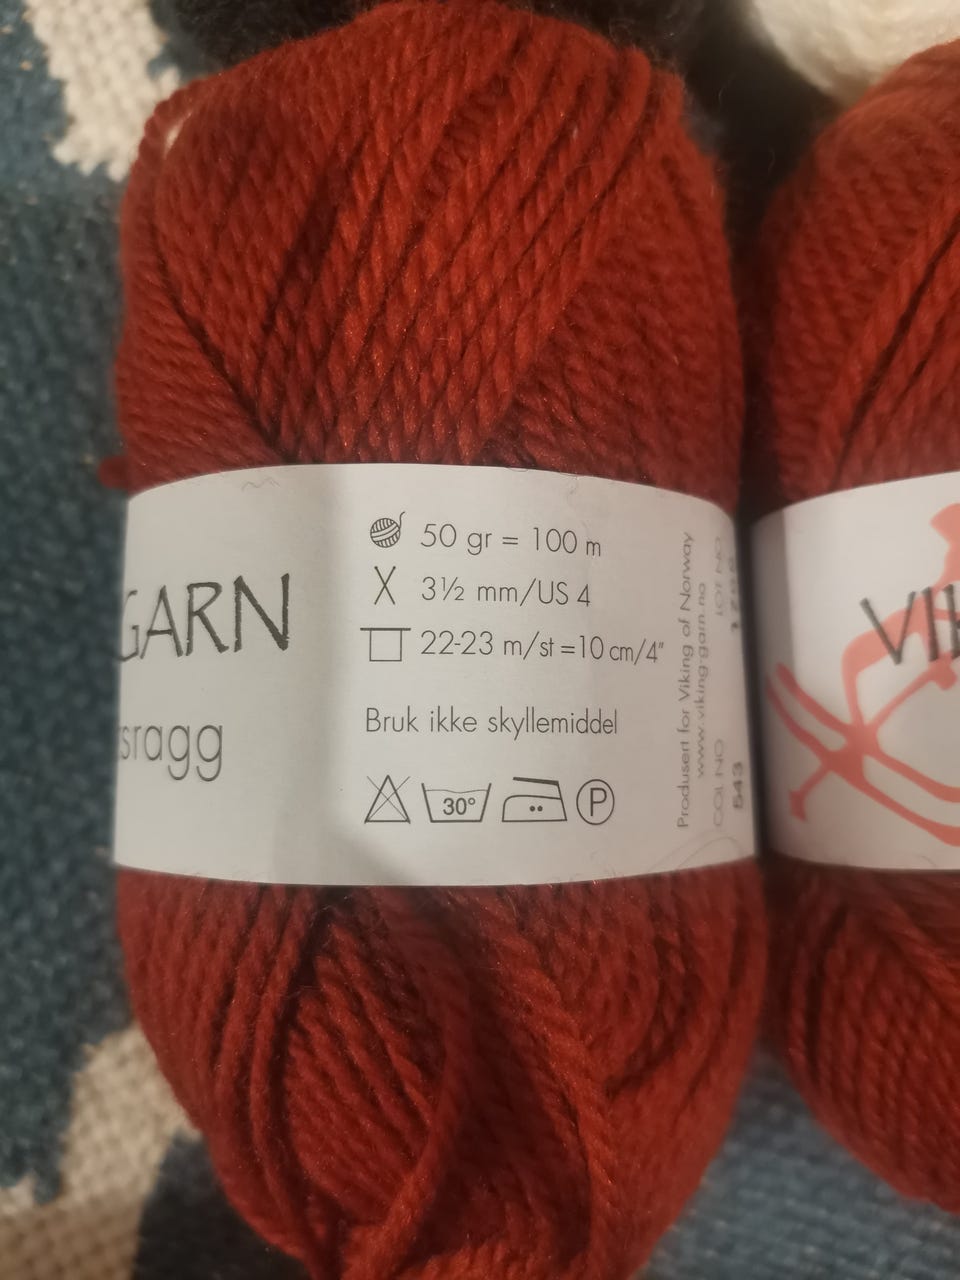 GARN
sragg
50 gr = 100 m
3½ mm/US 4
22-23 m/st = 10 cm/4"
Bruk ikke skyllemiddel
30°
P
Produsert for Viking of Norway
www.viking-garn.no
COL NO LOT NO
543
VIK